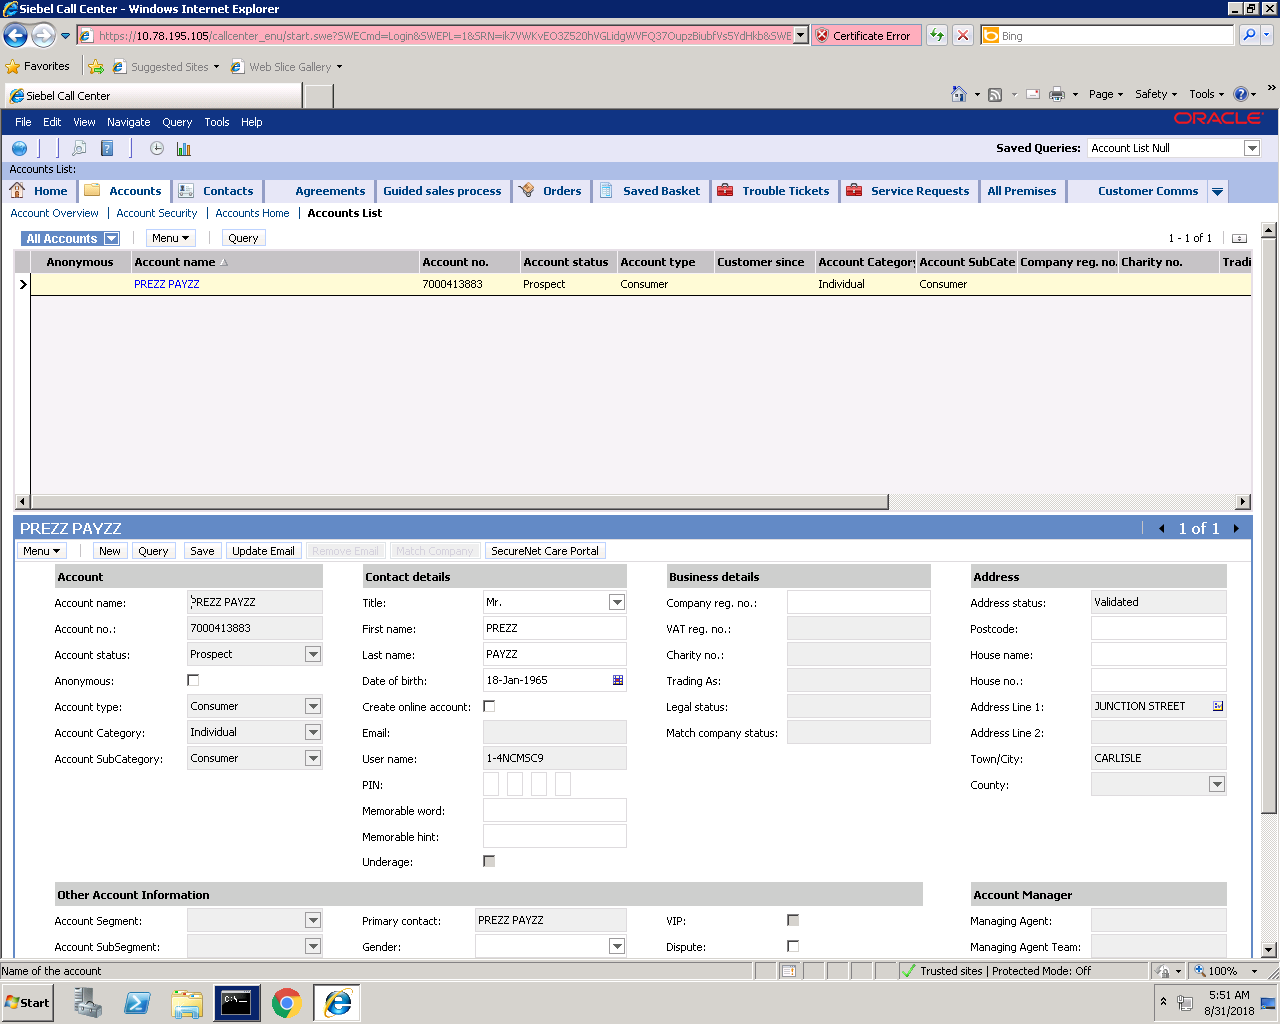 Siebel Call Center - Windows Internet Explorer
https://10.78.195.105/callcenter_enu/start.swe?SWECmd=Login&SWEPL=1&SRN= Certificate Error Bing
Favorites Suggested Sites Web Slice Gallery
Siebel Call Center Page Safety Tools »
File Edit View Navigate Query Tools Help ORACLE
Saved Queries: Account List Null
Accounts List:
Home Accounts Contacts Agreements Guided sales process Orders Saved Basket Trouble Tickets Service Requests All Premises Customer Comms
Account Overview | Account Security | Accounts Home | Accounts List
All Accounts Menu Query 1 - 1 of 1
Anonymous Account name Account no. Account status Account type Customer since Account Category Account SubCate Company reg. no. Charity no. Tradi
PREZZ PAYZZ 7000413883 Prospect Consumer Individual Consumer
PREZZ PAYZZ 1 of 1
Menu New Query Save Update Email Remove Email Match Company SecureNet Care Portal
Account Contact details Business details Address
Account name: PREZZ PAYZZ Title: Mr. Company reg. no.: Address status: Validated
Account no.: 7000413883 First name: PREZZ VAT reg. no.: Postcode:
Account status: Prospect Last name: PAYZZ Charity no.: House name:
Anonymous: Date of birth: 18-Jan-1965 Trading As: House no.:
Account type: Consumer Create online account: Legal status: Address Line 1: JUNCTION STREET
Account Category: Individual Email: Match company status: Address Line 2:
Account SubCategory: Consumer User name: 1-4NCMSC9 Town/City: CARLISLE
PIN: County:
Memorable word:
Memorable hint:
Underage:
Other Account Information Account Manager
Account Segment: Primary contact: PREZZ PAYZZ VIP: Managing Agent:
Account SubSegment: Gender: Dispute: Managing Agent Team:
Name of the account Trusted sites | Protected Mode: Off 100%
Start C:\. 5:51 AM
8/31/2018